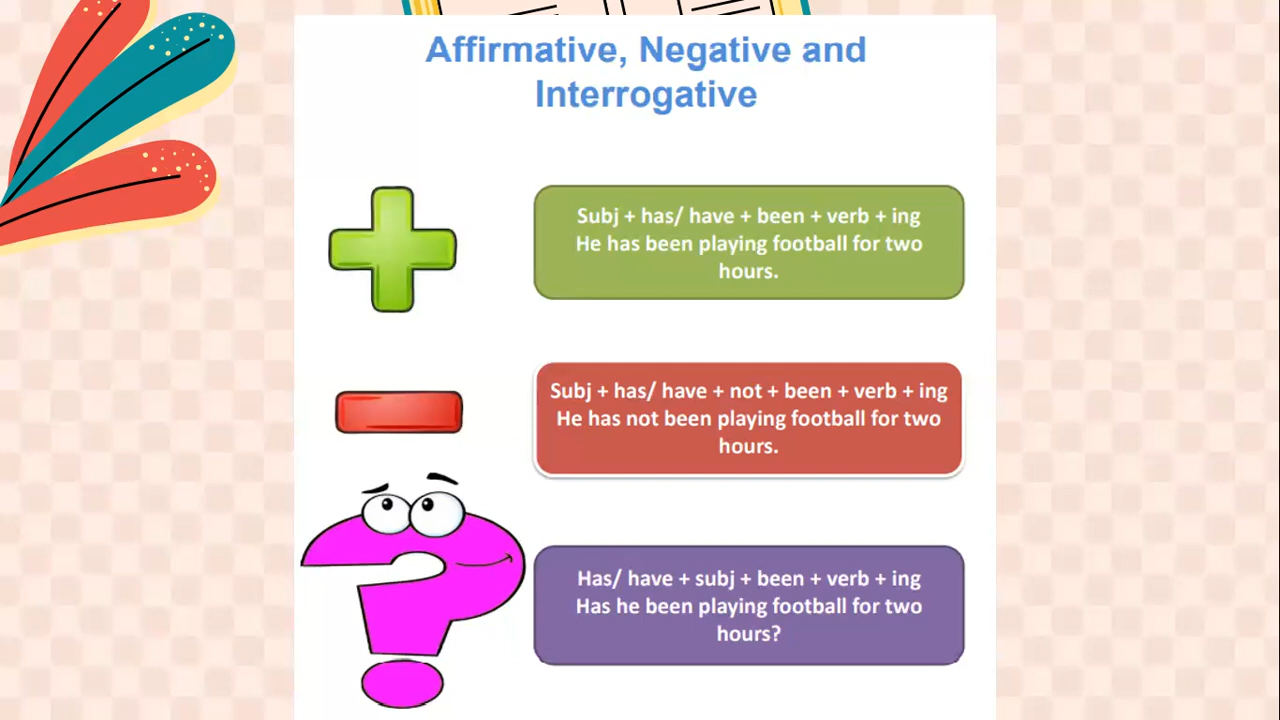 Affirmative, Negative and
Interrogative
Subj + has/ have + been + verb + ing
He has been playing football for two
hours.
Subj + has/ have + not + been + verb + ing
He has not been playing football for two
hours.
Has/ have + subj + been + verb + ing
Has he been playing football for two
hours?